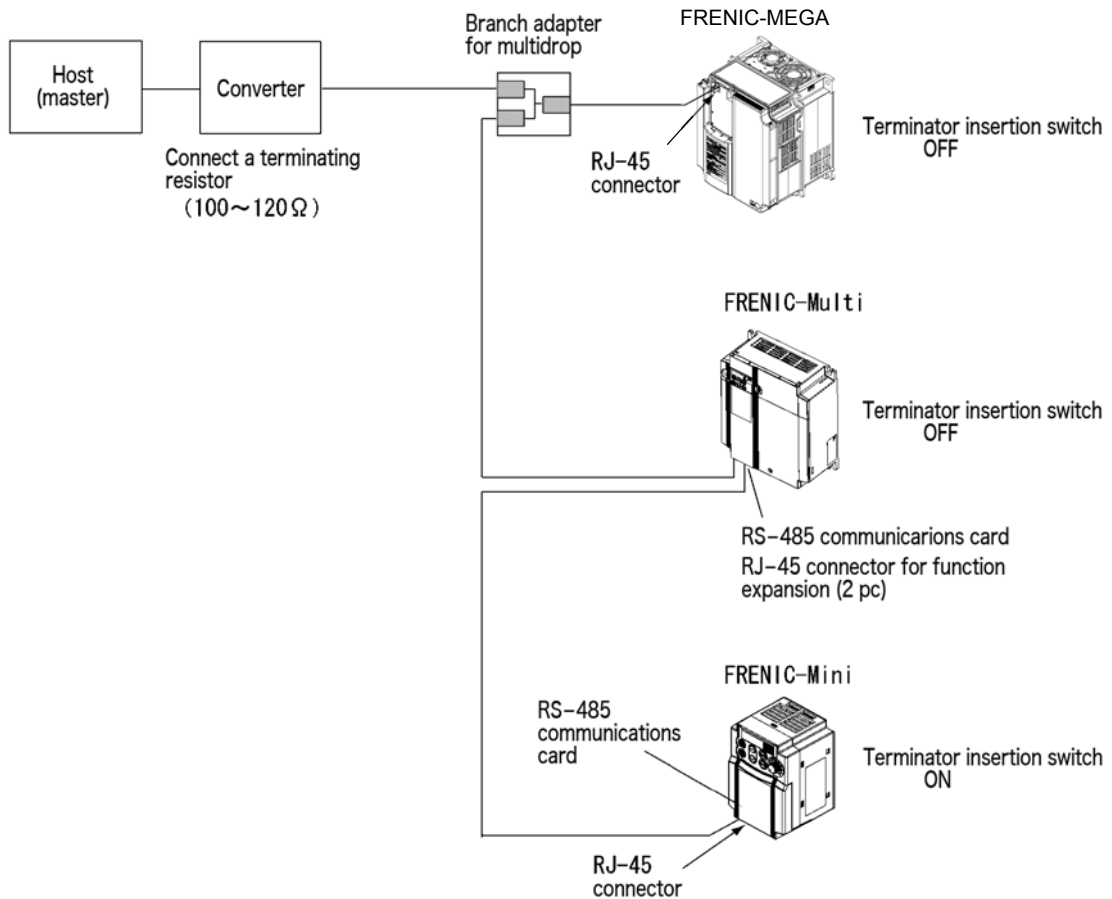 Host
(master)
Converter
Connect a terminating
resistor
(100～120Ω)
Branch adapter
for multidrop
FRENIC-MEGA
RJ-45
connector
Terminator insertion switch
OFF
FRENIC-Multi
Terminator insertion switch
OFF
RS-485 communicarions card
RJ-45 connector for function
expansion (2 pc)
FRENIC-Mini
RS-485
communications
card
Terminator insertion switch
ON
RJ-45
connector